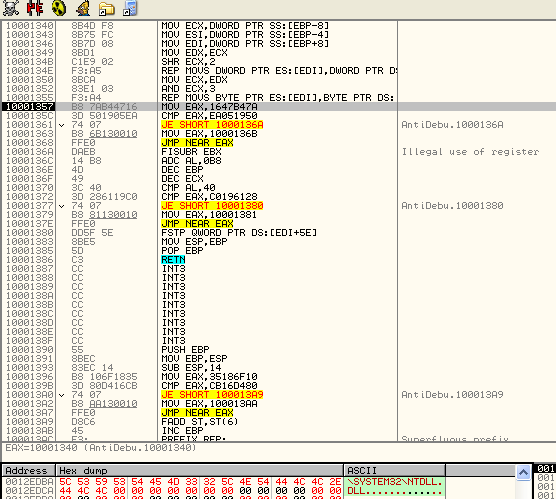 10001340 8B4D F8 MOV ECX,DWORD PTR SS:[EBP-8]
10001343 8B75 FC MOV ESI,DWORD PTR SS:[EBP-4]
10001346 8B7D 08 MOV EDI,DWORD PTR SS:[EBP+8]
10001349 8BD1 MOV EDX,ECX
1000134B C1E9 02 SHR ECX,2
1000134E F3:A5 REP MOVS DWORD PTR ES:[EDI],DWORD PTR DS
10001350 8BCA MOV ECX,EDX
10001352 83E1 03 AND ECX,3
10001355 F3:A4 REP MOVS BYTE PTR ES:[EDI],BYTE PTR DS:
10001357 B8 7AB44716 MOV EAX,1647B47A
1000135C 3D 501905EA CMP EAX,EA051950
10001361 74 07 JE SHORT 1000136A AntiDebu.1000136A
10001363 B8 6B130010 MOV EAX,1000136B
10001368 FFE0 JMP NEAR EAX
1000136A DAEB FISUBR EBX Illegal use of register
1000136C 14 B8 ADC AL,0B8
1000136E 4D DEC EBP
1000136F 49 DEC ECX
10001370 3C 40 CMP AL,40
10001372 3D 286119C0 CMP EAX,C0196128
10001377 74 07 JE SHORT 10001380 AntiDebu.10001380
10001379 B8 81130010 MOV EAX,10001381
1000137E FFE0 JMP NEAR EAX
10001380 DD5F 5E FSTP QWORD PTR DS:[EDI+5E]
10001383 8BE5 MOV ESP,EBP
10001385 5D POP EBP
10001386 C3 RETN
10001387 CC INT3
10001388 CC INT3
10001389 CC INT3
1000138A CC INT3
1000138B CC INT3
1000138C CC INT3
1000138D CC INT3
1000138E CC INT3
1000138F CC INT3
10001390 55 PUSH EBP
10001391 8BEC MOV EBP,ESP
10001393 83EC 14 SUB ESP,14
10001396 B8 106F1835 MOV EAX,35186F10
1000139B 3D 80D416CB CMP EAX,CB16D480
100013A0 74 07 JE SHORT 100013A9 AntiDebu.100013A9
100013A2 B8 AA130010 MOV EAX,100013AA
100013A7 FFE0 JMP NEAR EAX
100013A9 D8C6 FADD ST,ST(6)
100013AB 45 INC EBP
100013AC F3: PREFIX REP: Superfluous prefix
EAX=10001340 (AntiDebu.10001340)
Address Hex dump ASCII 001
0012EDBA 5C 53 59 53 54 45 4D 33 32 5C 4E 54 44 4C 4C 2E \SYSTEM32\NTDLL.
0012EDCA 44 4C 4C 00 00 00 00 00 00 00 00 00 00 00 00 00 DLL.............